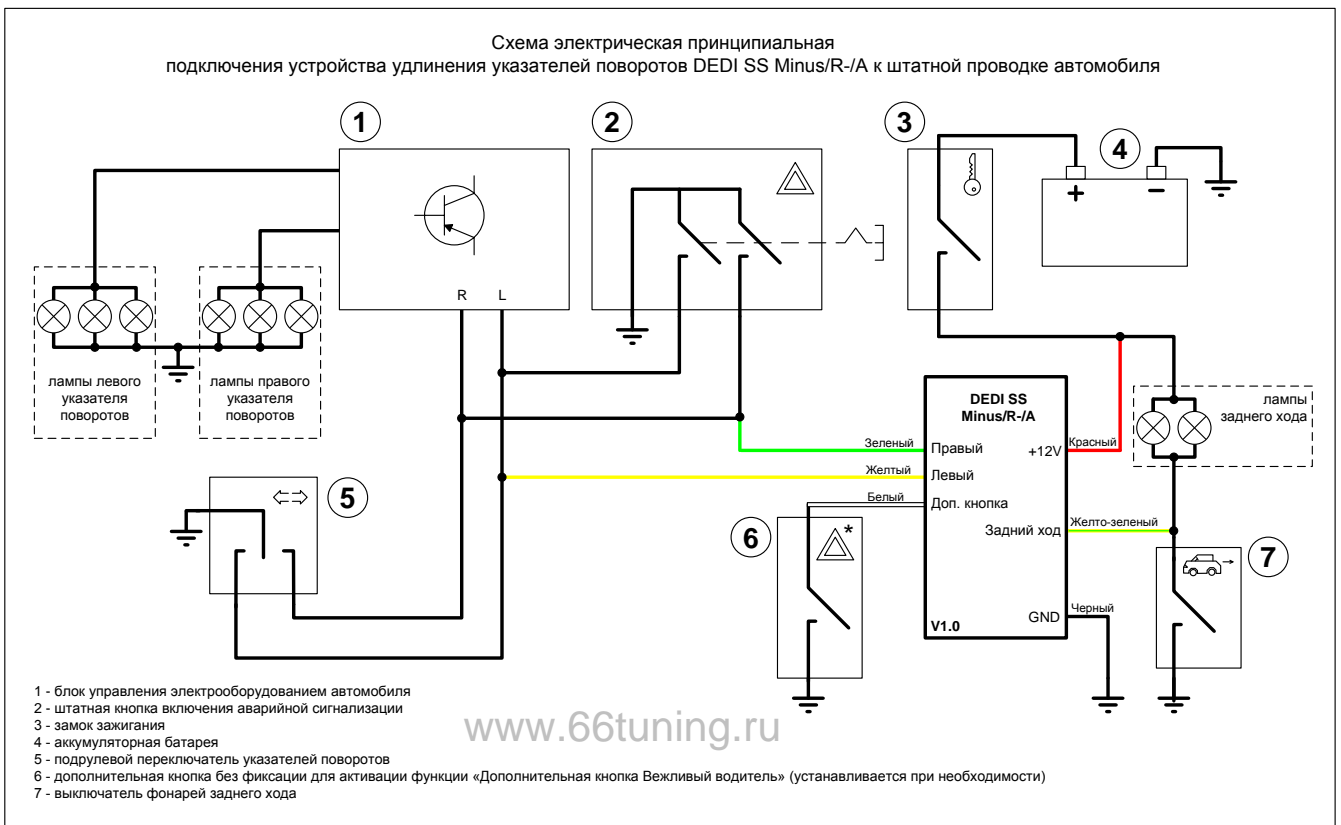 Схема электрическая принципиальная
подключения устройства удлинения указателей поворотов DEDI SS Minus/R-/A к штатной проводке автомобиля
1
2
3
4
+
−
R
L
лампы левого
указателя
поворотов
лампы правого
указателя
поворотов
DEDI SS
Minus/R-/A
лампы
заднего хода
Зеленый
Правый
+12V
Красный
Желтый
Левый
Белый
Доп. кнопка
5
6
*
Задний ход
Желто-зеленый
7
GND
Черный
V1.0
1 - блок управления электрооборудованием автомобиля
2 - штатная кнопка включения аварийной сигнализации
3 - замок зажигания
4 - аккумуляторная батарея
5 - подрулевой переключатель указателей поворотов
6 - дополнительная кнопка без фиксации для активации функции «Дополнительная кнопка Вежливый водитель» (устанавливается при необходимости)
7 - выключатель фонарей заднего хода
www.66tuning.ru